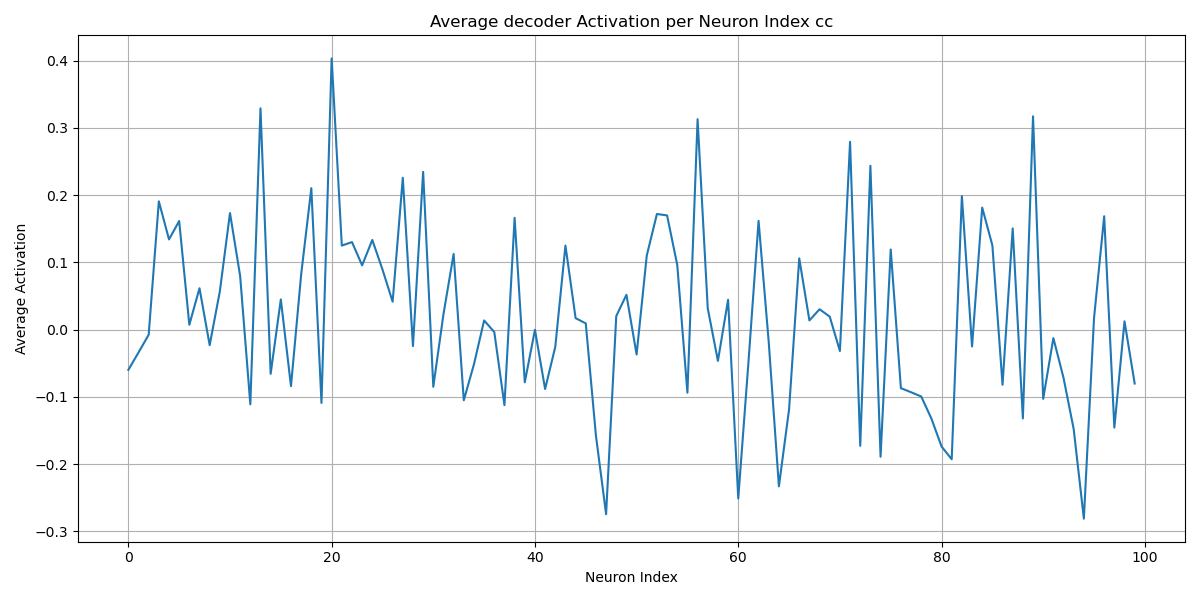 Average decoder Activation per Neuron Index cc
Average Activation
0.4
0.3
0.2
0.1
0.0
−0.1
−0.2
−0.3
0 20 40 60 80 100
Neuron Index